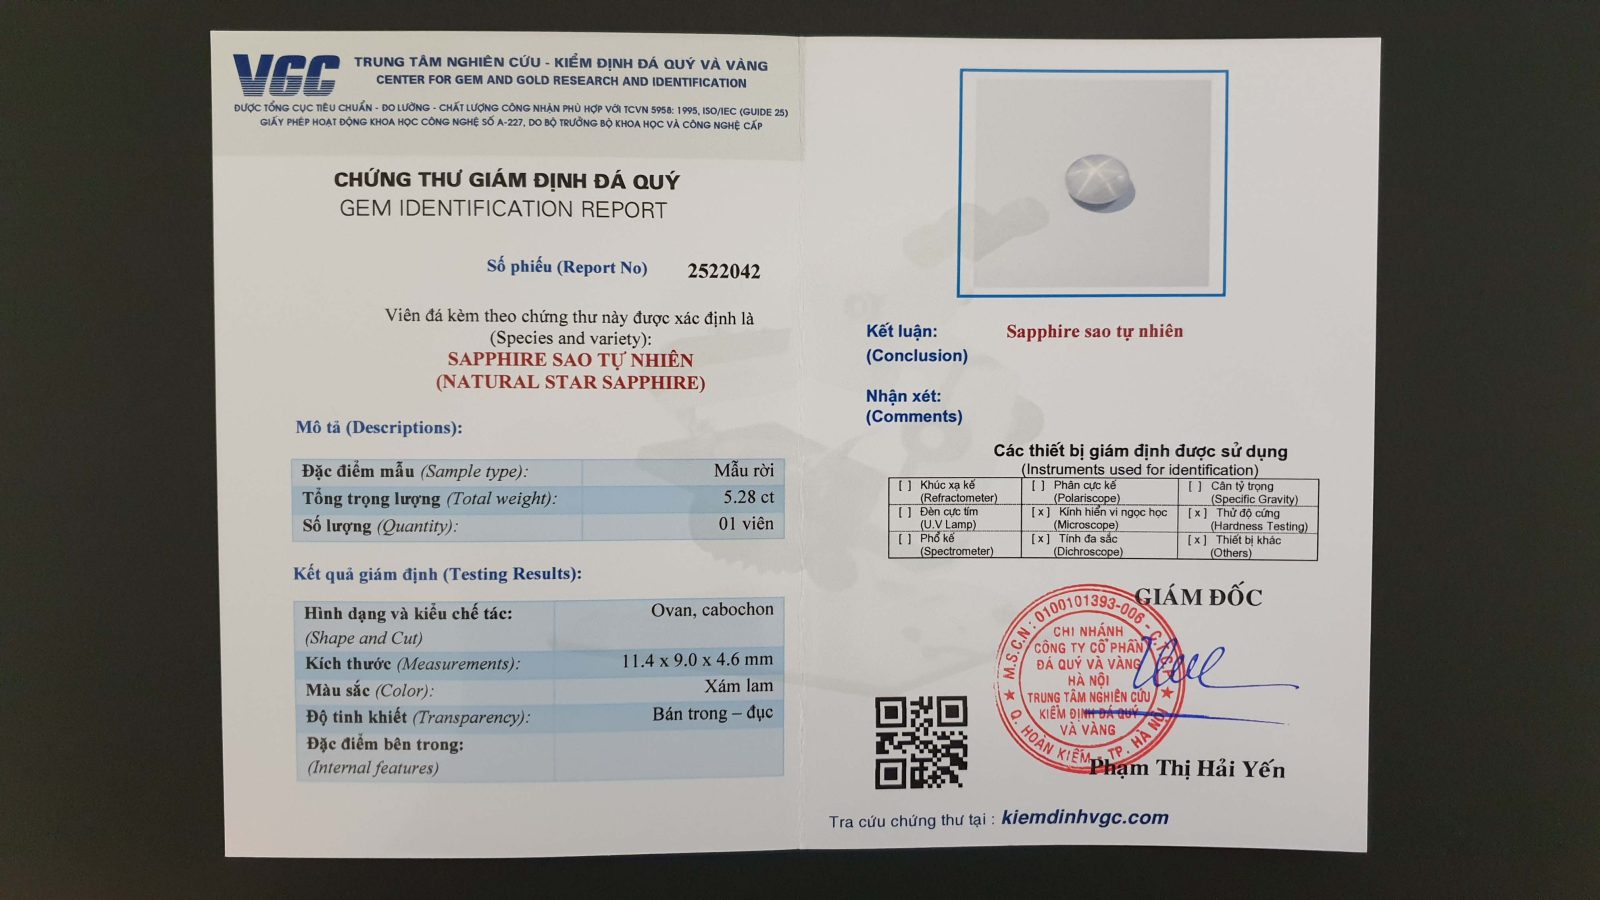 VGC
TRUNG TÂM NGHIÊN CỨU - KIỂM ĐỊNH ĐÁ QUÝ VÀ VÀNG
CENTER FOR GEM AND GOLD RESEARCH AND IDENTIFICATION
ĐƯỢC TỔNG CỤC TIÊU CHUẨN - ĐO LƯỜNG - CHẤT LƯỢNG CÔNG NHẬN PHÙ HỢP VỚI TCVN 5958: 1995, ISO/IEC (GUIDE 25)
GIẤY PHÉP HOẠT ĐỘNG KHOA HỌC CÔNG NGHỆ SỐ A-227, DO BỘ TRƯỞNG BỘ KHOA HỌC VÀ CÔNG NGHỆ CẤP
CHỨNG THƯ GIÁM ĐỊNH ĐÁ QUÝ
GEM IDENTIFICATION REPORT
Số phiếu (Report No) 2522042
Viên đá kèm theo chứng thư này được xác định là
(Species and variety):
SAPPHIRE SAO TỰ NHIÊN
(NATURAL STAR SAPPHIRE)
Mô tả (Descriptions):
Đặc điểm mẫu (Sample type): Mẫu rời
Tổng trọng lượng (Total weight): 5.28 ct
Số lượng (Quantity): 01 viên
Kết quả giám định (Testing Results):
Hình dạng và kiểu chế tác: Ovan, cabochon
(Shape and Cut)
Kích thước (Measurements): 11.4 x 9.0 x 4.6 mm
Màu sắc (Color): Xám lam
Độ tinh khiết (Transparency): Bán trong – đục
Đặc điểm bên trong:
(Internal features)
Kết luận: Sapphire sao tự nhiên
(Conclusion)
Nhận xét:
(Comments)
Các thiết bị giám định được sử dụng
(Instruments used for identification)
[ ] Khúc xạ kế [ ] Phân cực kế [ ] Cân tỷ trọng
(Refractometer) (Polariscope) (Specific Gravity)
[ ] Đèn cực tím [x] Kính hiển vi ngọc học [x] Thử độ cứng
(U.V Lamp) (Microscope) (Hardness Testing)
[ ] Phổ kế [x] Tính đa sắc [x] Thiết bị khác
(Spectrometer) (Dichroscope) (Others)
GIÁM ĐỐC
M.S.C.N: 0100101393-006 - C.T.C.P
CHI NHÁNH
CÔNG TY CỔ PHẦN
ĐÁ QUÝ VÀ VÀNG
HÀ NỘI
TRUNG TÂM NGHIÊN CỨU
KIỂM ĐỊNH ĐÁ QUÝ
VÀ VÀNG
Q. HOÀN KIẾM - TP. HÀ NỘI
Phạm Thị Hải Yến
Tra cứu chứng thư tại : kiemdinhvgc.com